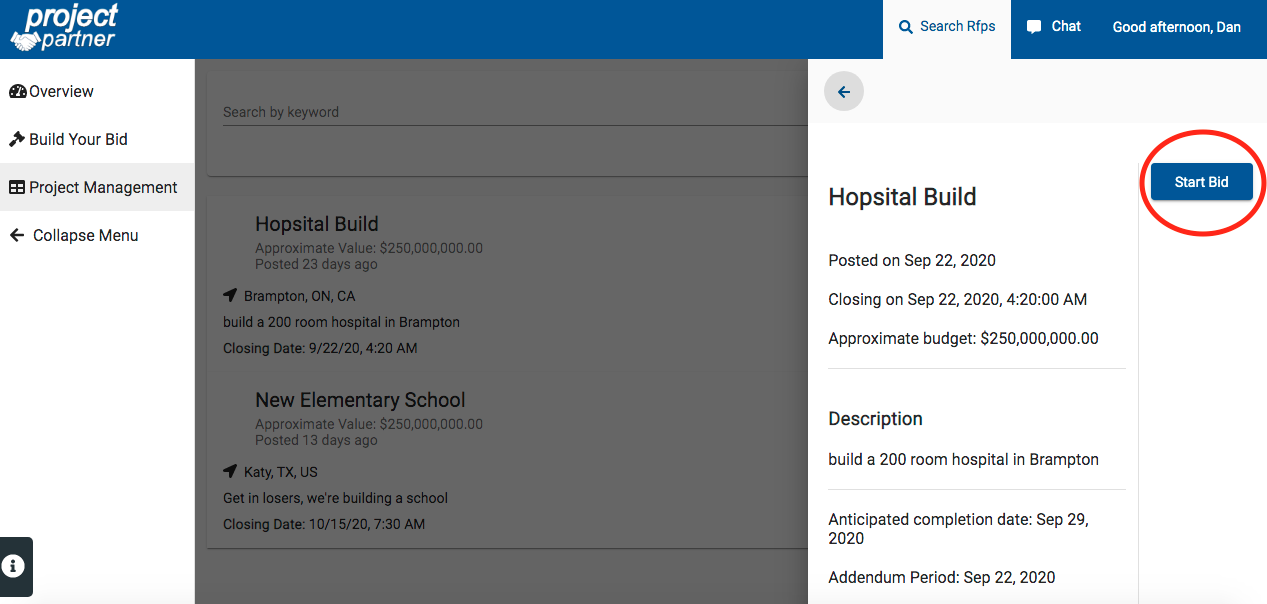 project
partner
Search Rfps
Chat
Good afternoon, Dan
Overview
Build Your Bid
Project Management
Collapse Menu
Search by keyword
Hopsital Build
Approximate Value: $250,000,000.00
Posted 23 days ago
Brampton, ON, CA
build a 200 room hospital in Brampton
Closing Date: 9/22/20, 4:20 AM
New Elementary School
Approximate Value: $250,000,000.00
Posted 13 days ago
Katy, TX, US
Get in losers, we're building a school
Closing Date: 10/15/20, 7:30 AM
Start Bid
Hopsital Build
Posted on Sep 22, 2020
Closing on Sep 22, 2020, 4:20:00 AM
Approximate budget: $250,000,000.00
Description
build a 200 room hospital in Brampton
Anticipated completion date: Sep 29,
2020
Addendum Period: Sep 22, 2020